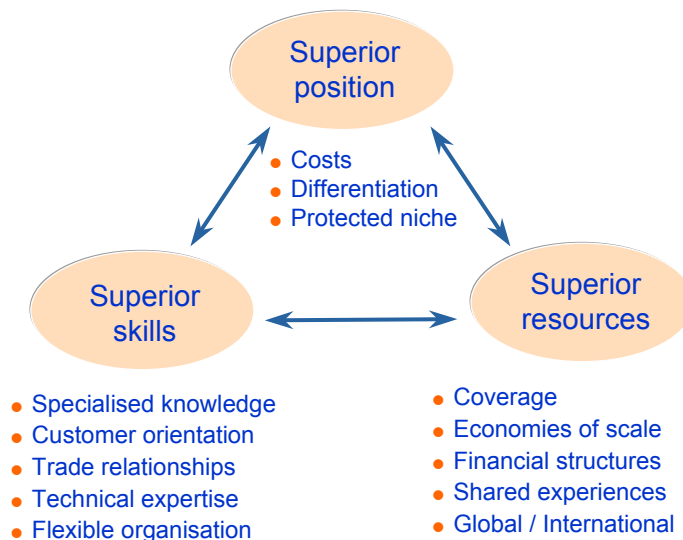 Superior
position
Costs
Differentiation
Protected niche
Superior
skills
Superior
resources
Specialised knowledge
Customer orientation
Trade relationships
Technical expertise
Flexible organisation
Coverage
Economies of scale
Financial structures
Shared experiences
Global / International